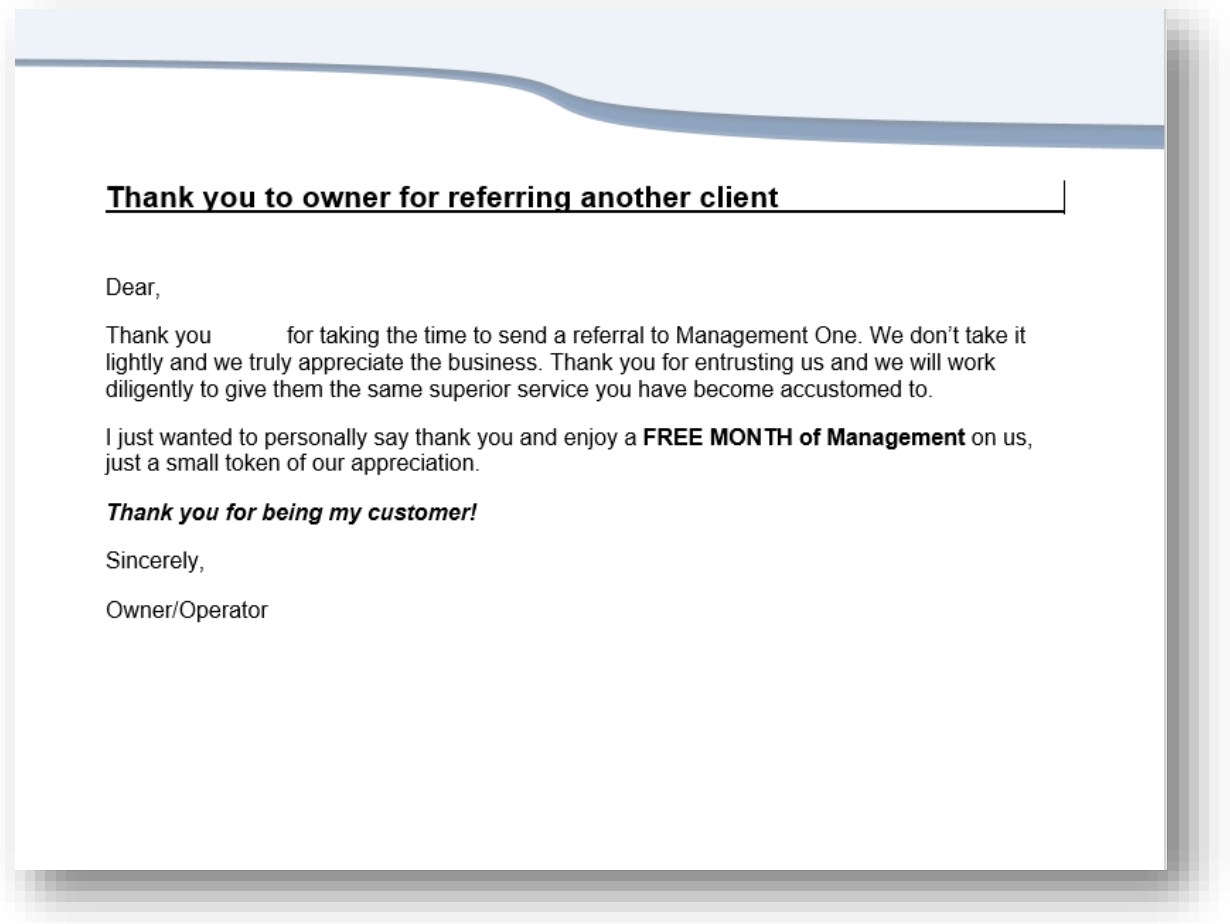 Thank you to owner for referring another client
Dear,
Thank you for taking the time to send a referral to Management One. We don’t take it
lightly and we truly appreciate the business. Thank you for entrusting us and we will work
diligently to give them the same superior service you have become accustomed to.
I just wanted to personally say thank you and enjoy a FREE MONTH of Management on us,
just a small token of our appreciation.
Thank you for being my customer!
Sincerely,
Owner/Operator